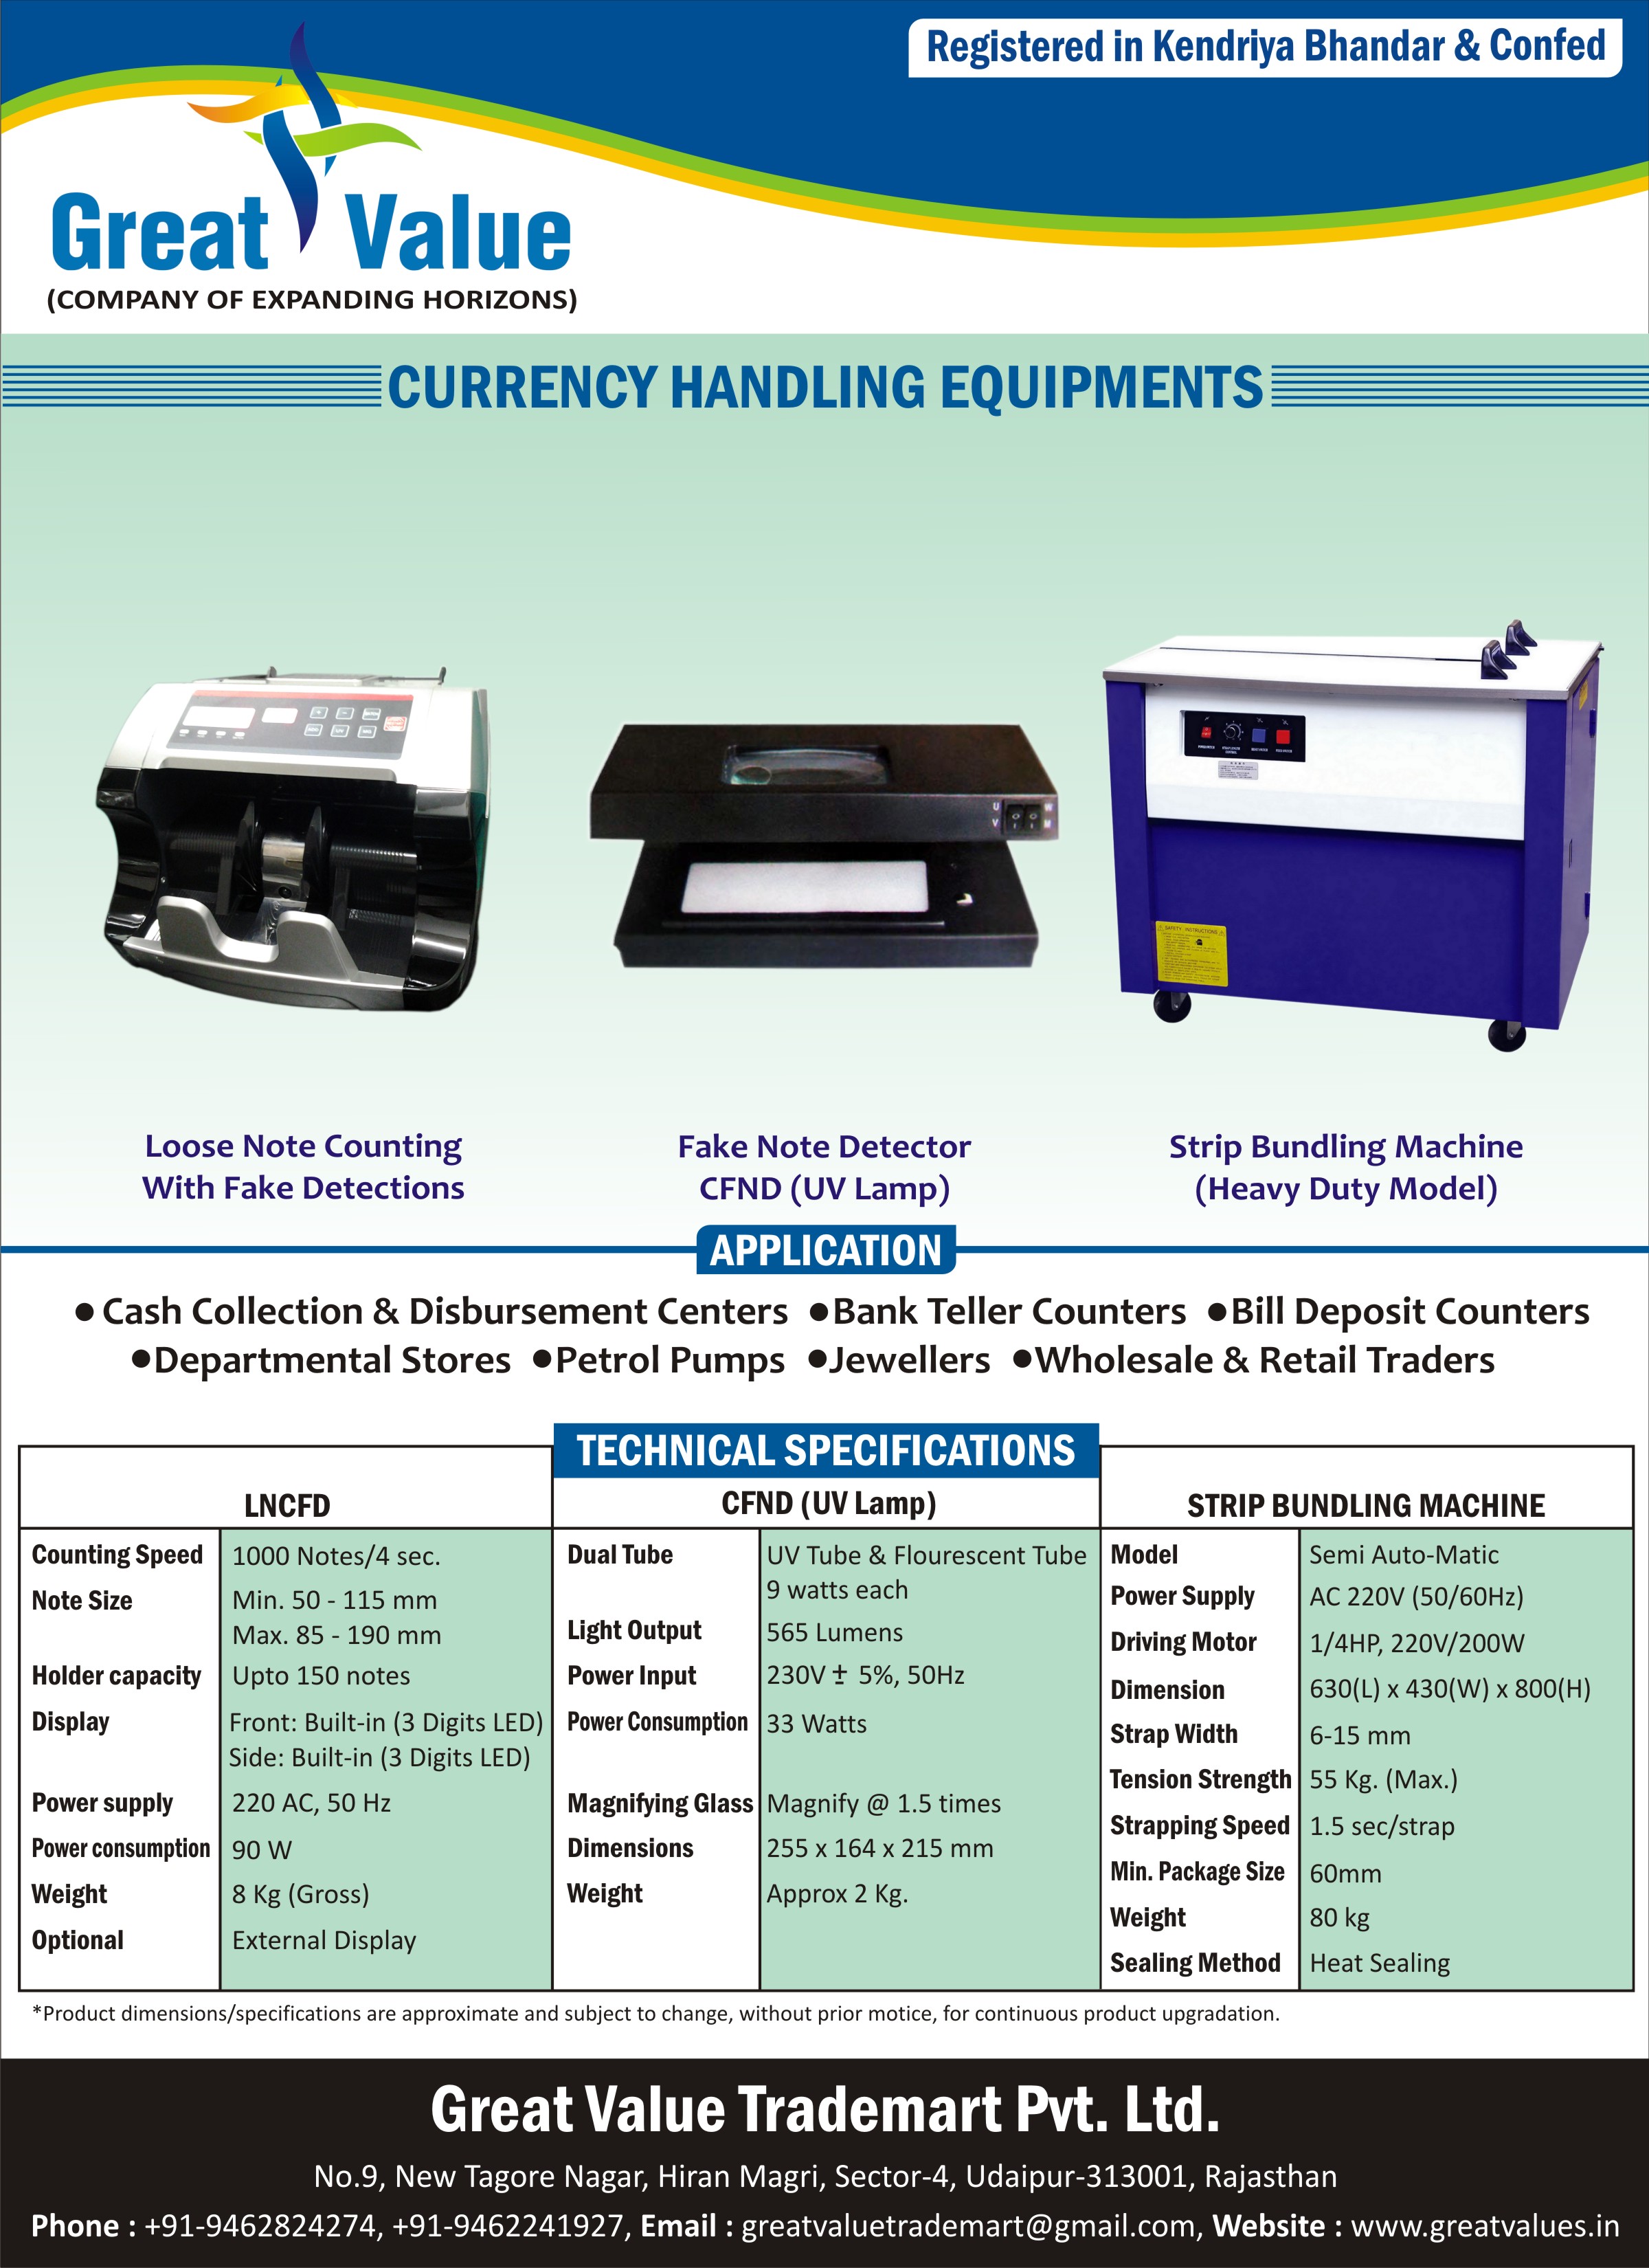 Registered in Kendriya Bhandar & Confed
Great Value
(COMPANY OF EXPANDING HORIZONS)
CURRENCY HANDLING EQUIPMENTS
U
V
W
M
SAFETY INSTRUCTIONS
Loose Note Counting
With Fake Detections
Fake Note Detector
CFND (UV Lamp)
Strip Bundling Machine
(Heavy Duty Model)
APPLICATION
● Cash Collection & Disbursement Centers ●Bank Teller Counters ●Bill Deposit Counters
●Departmental Stores ●Petrol Pumps ●Jewellers ●Wholesale & Retail Traders
TECHNICAL SPECIFICATIONS
LNCFD
Counting Speed 1000 Notes/4 sec.
Note Size Min. 50 - 115 mm
Max. 85 - 190 mm
Holder capacity Upto 150 notes
Display Front: Built-in (3 Digits LED)
Side: Built-in (3 Digits LED)
Power supply 220 AC, 50 Hz
Power consumption 90 W
Weight 8 Kg (Gross)
Optional External Display
CFND (UV Lamp)
Dual Tube UV Tube & Flourescent Tube
9 watts each
Light Output 565 Lumens
Power Input 230V ± 5%, 50Hz
Power Consumption 33 Watts
Magnifying Glass Magnify @ 1.5 times
Dimensions 255 x 164 x 215 mm
Weight Approx 2 Kg.
STRIP BUNDLING MACHINE
Model Semi Auto-Matic
Power Supply AC 220V (50/60Hz)
Driving Motor 1/4HP, 220V/200W
Dimension 630(L) x 430(W) x 800(H)
Strap Width 6-15 mm
Tension Strength 55 Kg. (Max.)
Strapping Speed 1.5 sec/strap
Min. Package Size 60mm
Weight 80 kg
Sealing Method Heat Sealing
*Product dimensions/specifications are approximate and subject to change, without prior motice, for continuous product upgradation.
Great Value Trademart Pvt. Ltd.
No.9, New Tagore Nagar, Hiran Magri, Sector-4, Udaipur-313001, Rajasthan
Phone : +91-9462824274, +91-9462241927, Email : greatvaluetrademart@gmail.com, Website : www.greatvalues.in